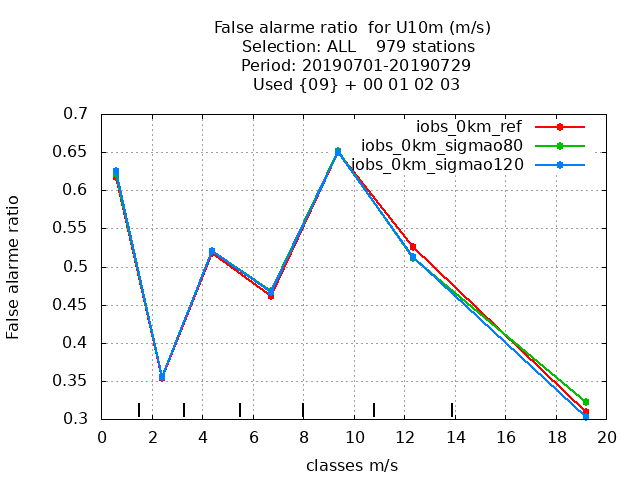 False alarme ratio  for U10m (m/s)
Selection: ALL    979 stations
Period: 20190701-20190729
Used {09} + 00 01 02 03
iobs_0km_ref
iobs_0km_sigmao80
iobs_0km_sigmao120
False alarme ratio
0.7
0.65
0.6
0.55
0.5
0.45
0.4
0.35
0.3
0 2 4 6 8 10 12 14 16 18 20
classes m/s